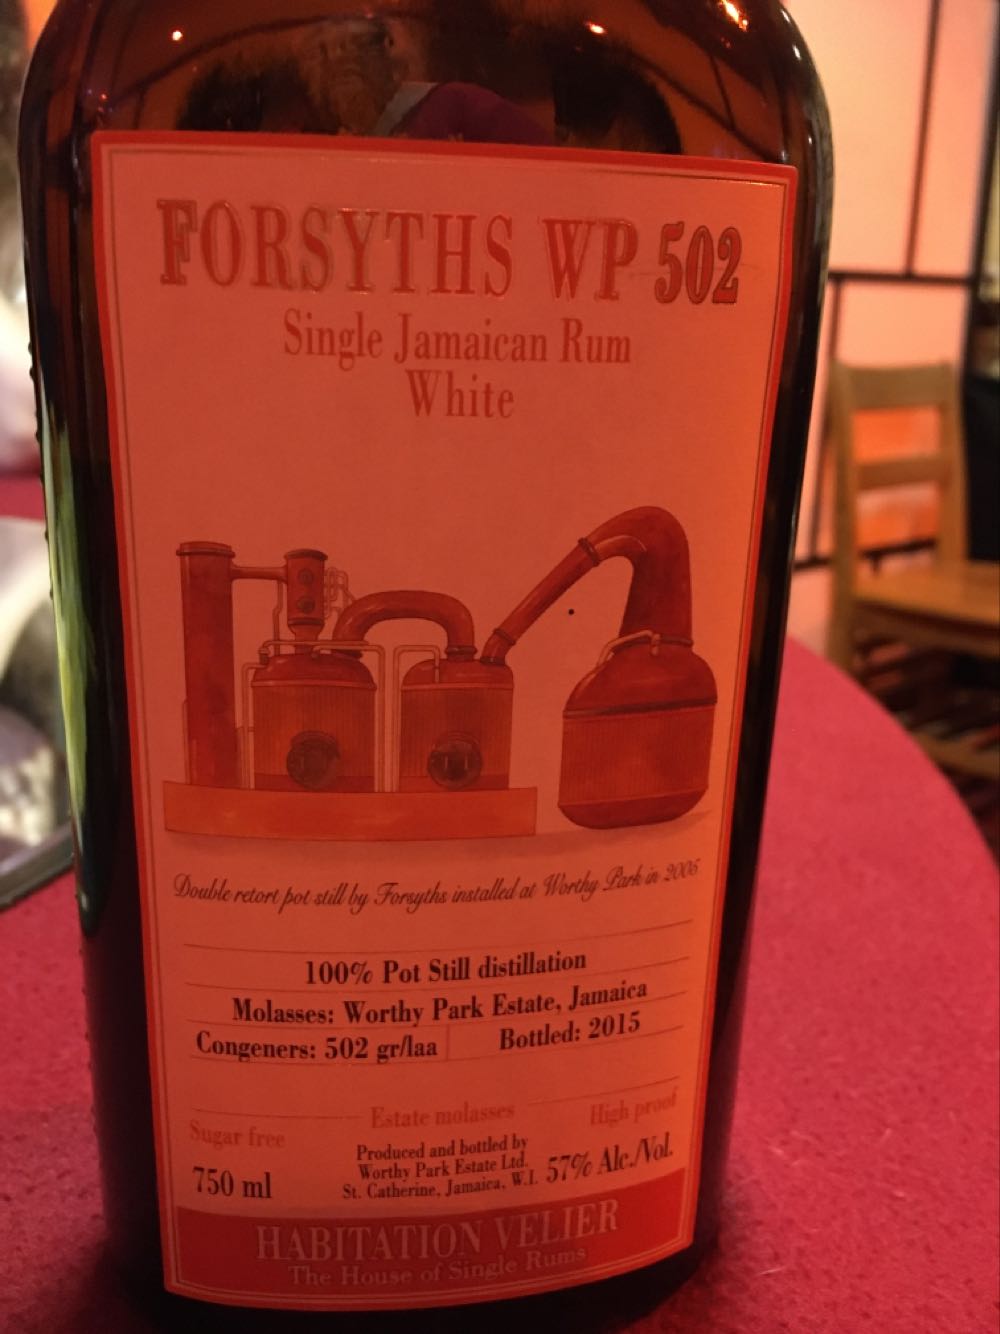 FORSYTHS WP 502
Single Jamaican Rum
White
Double retort pot still by Forsyths installed at Worthy Park in 2005
100% Pot Still distillation
Molasses: Worthy Park Estate, Jamaica
Congeners: 502 gr/laa
Bottled: 2015
Sugar free
Estate molasses
High proof
750 ml
Produced and bottled by
Worthy Park Estate Ltd.
St. Catherine, Jamaica, W.I.
57% Alc./Vol.
HABITATION VELIER
The House of Single Rums